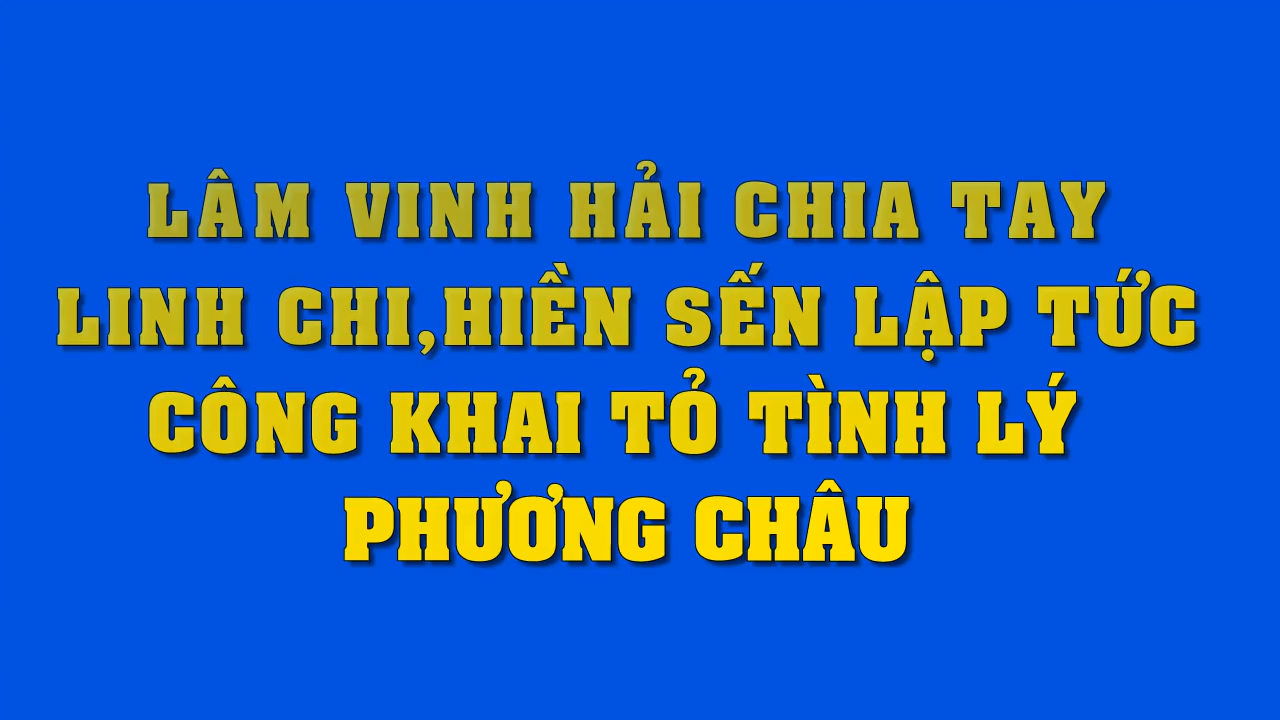 LÂM VINH HẢI CHIA TAY
LINH CHI,HIỀN SẾN LẬP TỨC
CÔNG KHAI TỎ TÌNH LÝ
PHƯƠNG CHÂU